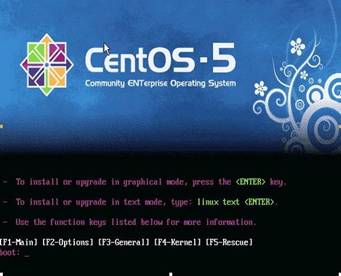 CentOS·5
Community ENTerprise Operating System
- To install or upgrade in graphical mode, press the <ENTER> key.
- To install or upgrade in text mode, type: linux text <ENTER>.
- Use the function keys listed below for more information.
[F1-Main] [F2-Options] [F3-General] [F4-Kernel] [F5-Rescue]
boot: _